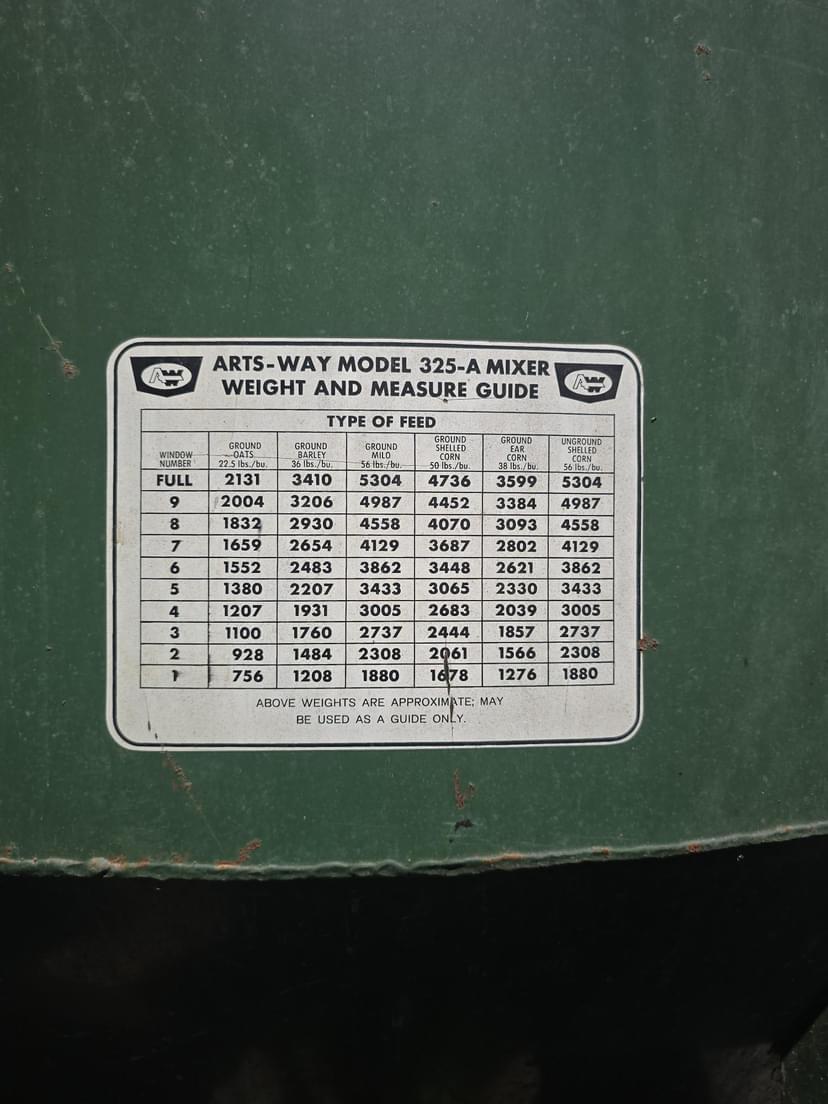 AW ARTS-WAY MODEL 325-A MIXER AW
WEIGHT AND MEASURE GUIDE
TYPE OF FEED
WINDOW NUMBER GROUND OATS 22.5 lbs./bu. GROUND BARLEY 36 lbs./bu. GROUND MILO 56 lbs./bu. GROUND SHELLED CORN 50 lbs./bu. GROUND EAR CORN 38 lbs./bu. UNGROUND SHELLED CORN 56 lbs./bu.
FULL 2131 3410 5304 4736 3599 5304
9 2004 3206 4987 4452 3384 4987
8 1832 2930 4558 4070 3093 4558
7 1659 2654 4129 3687 2802 4129
6 1552 2483 3862 3448 2621 3862
5 1380 2207 3433 3065 2330 3433
4 1207 1931 3005 2683 2039 3005
3 1100 1760 2737 2444 1857 2737
2 928 1484 2308 2061 1566 2308
1 756 1208 1880 1678 1276 1880
ABOVE WEIGHTS ARE APPROXIMATE; MAY
BE USED AS A GUIDE ONLY.